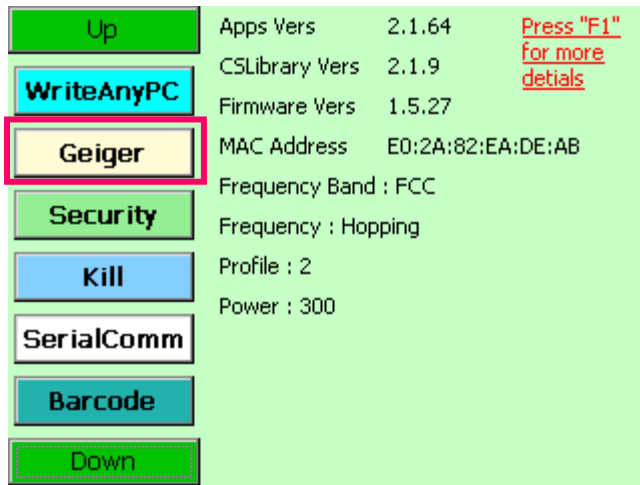 Up
WriteAnyPC
Geiger
Security
Kill
SerialComm
Barcode
Down
Apps Vers 2.1.64
CSLibrary Vers 2.1.9
Firmware Vers 1.5.27
MAC Address E0:2A:82:EA:DE:AB
Frequency Band : FCC
Frequency : Hopping
Profile : 2
Power : 300
Press "F1"
for more
detials